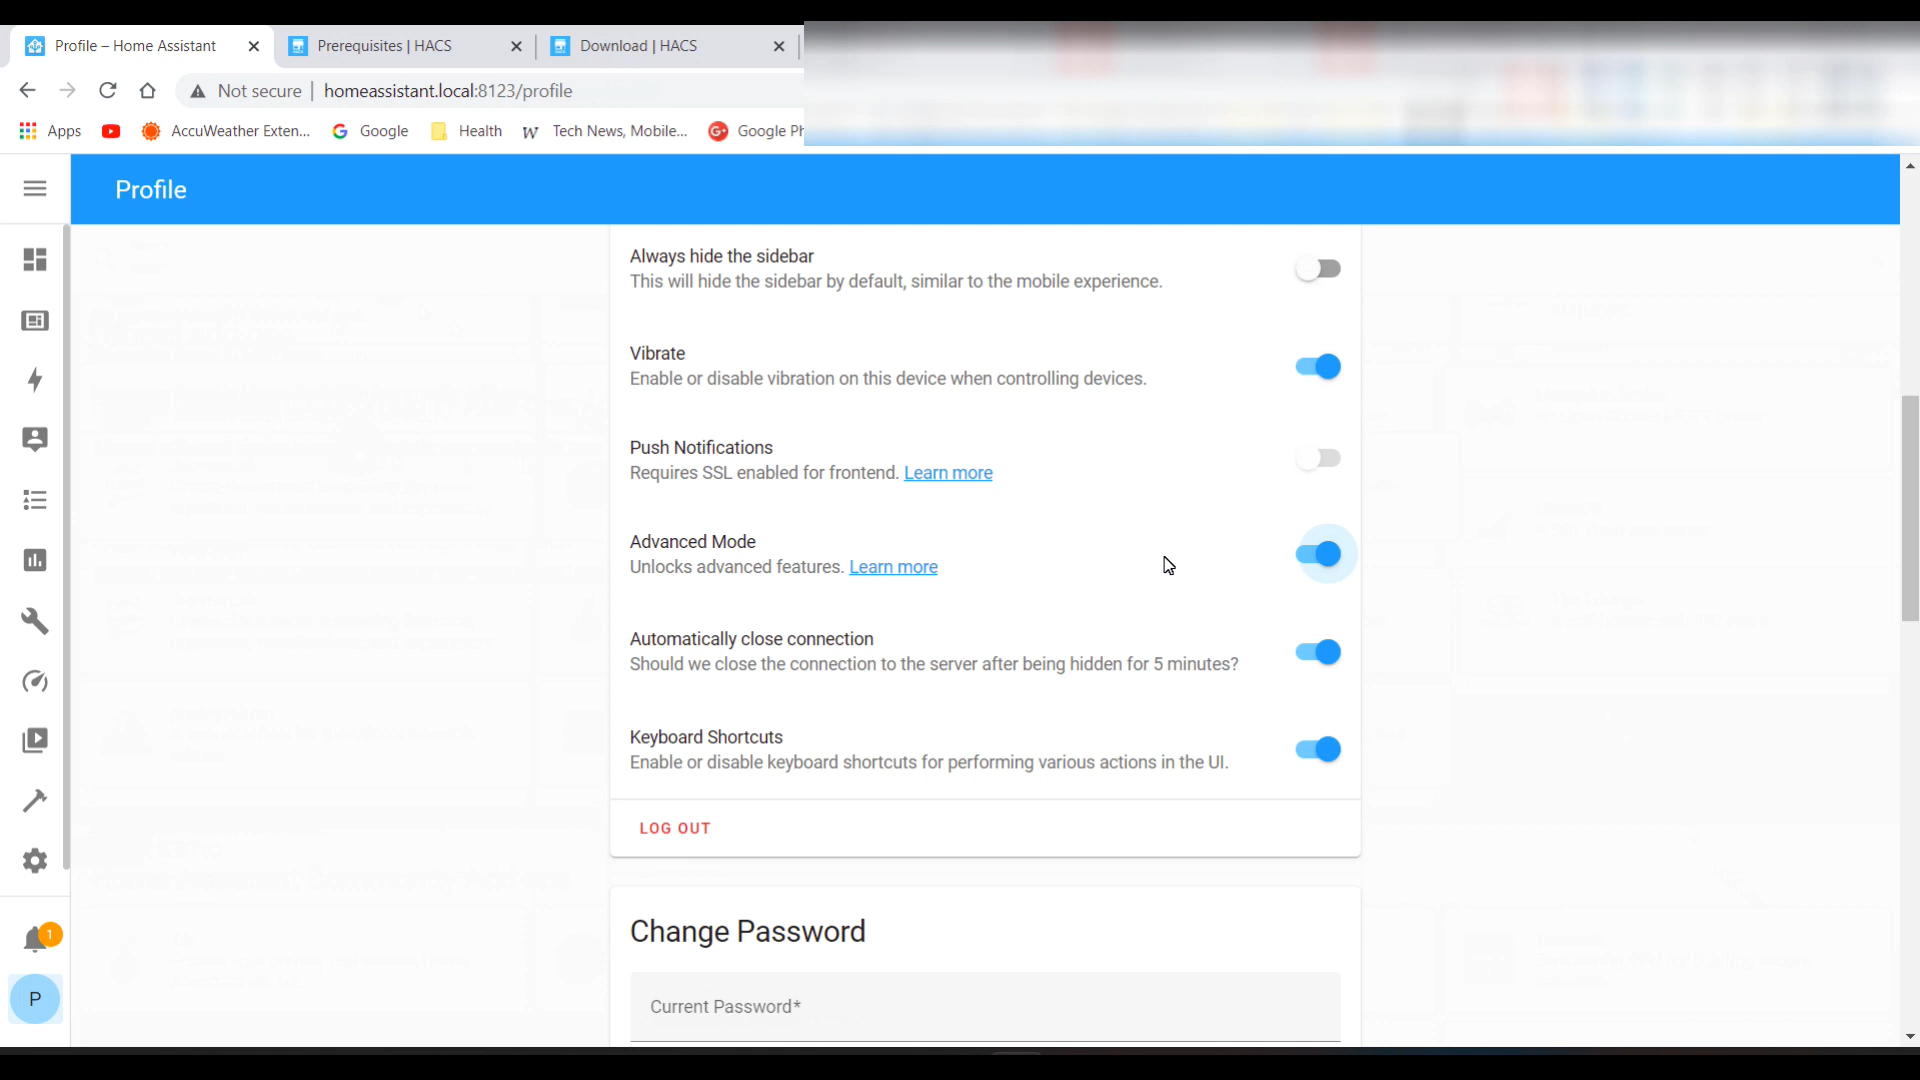 Profile – Home Assistant
Prerequisites | HACS
Download | HACS
Not secure
homeassistant.local:8123/profile
Apps
AccuWeather Exten...
Google
Health
Tech News, Mobile...
Google Ph
Profile
Always hide the sidebar
This will hide the sidebar by default, similar to the mobile experience.
Vibrate
Enable or disable vibration on this device when controlling devices.
Push Notifications
Requires SSL enabled for frontend. Learn more
Advanced Mode
Unlocks advanced features. Learn more
Automatically close connection
Should we close the connection to the server after being hidden for 5 minutes?
Keyboard Shortcuts
Enable or disable keyboard shortcuts for performing various actions in the UI.
LOG OUT
Change Password
Current Password*
1
P